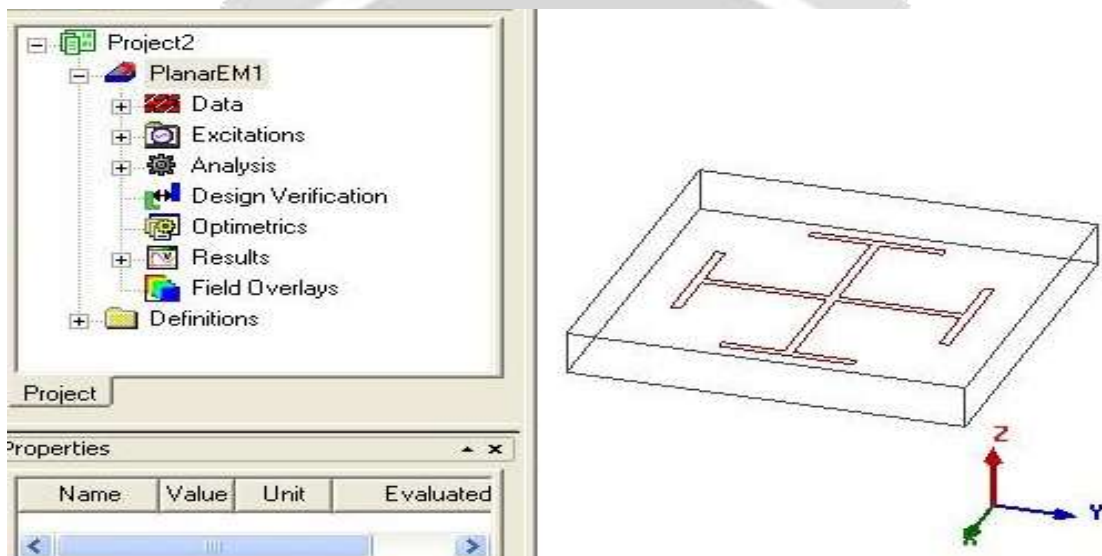 Project2
PlanarEM1
Data
Excitations
Analysis
Design Verification
Optimetrics
Results
Field Overlays
Definitions
Project
Properties
Name Value Unit Evaluated
Z
Y
X